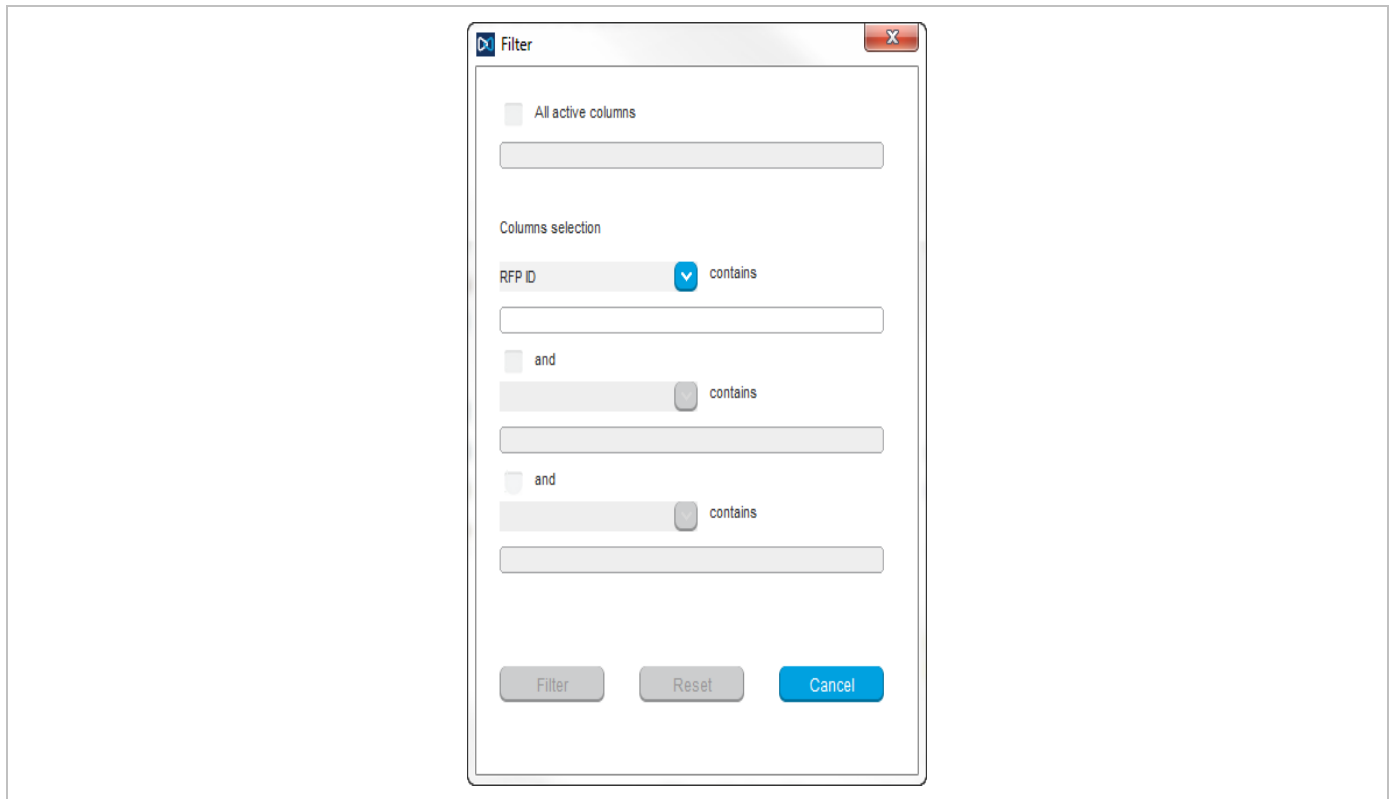 Filter
All active columns
Columns selection
RFP ID contains
and
contains
and
contains
Filter Reset Cancel